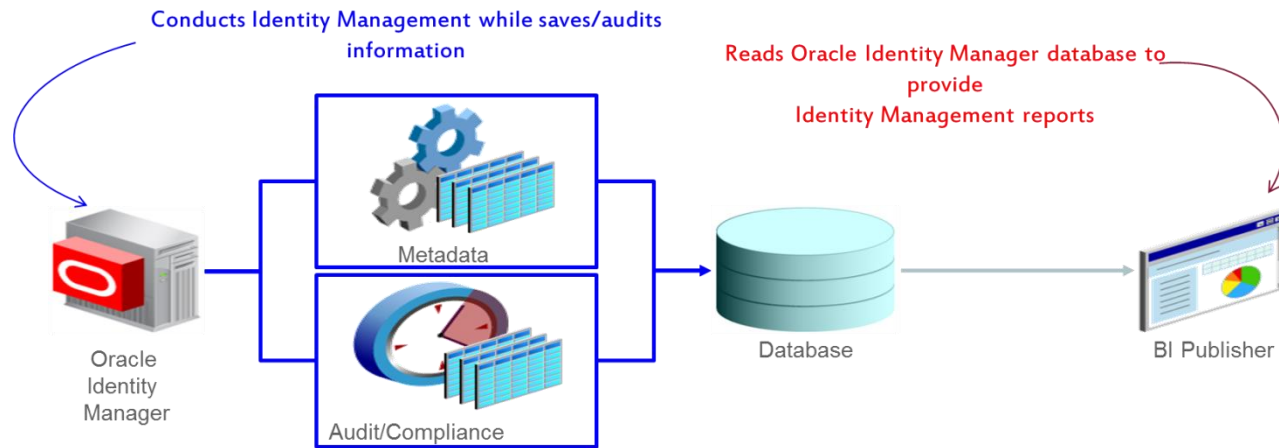 Conducts Identity Management while saves/audits
information
Reads Oracle Identity Manager database to
provide
Identity Management reports
Metadata
Oracle
Identity
Manager
Audit/Compliance
Database
BI Publisher